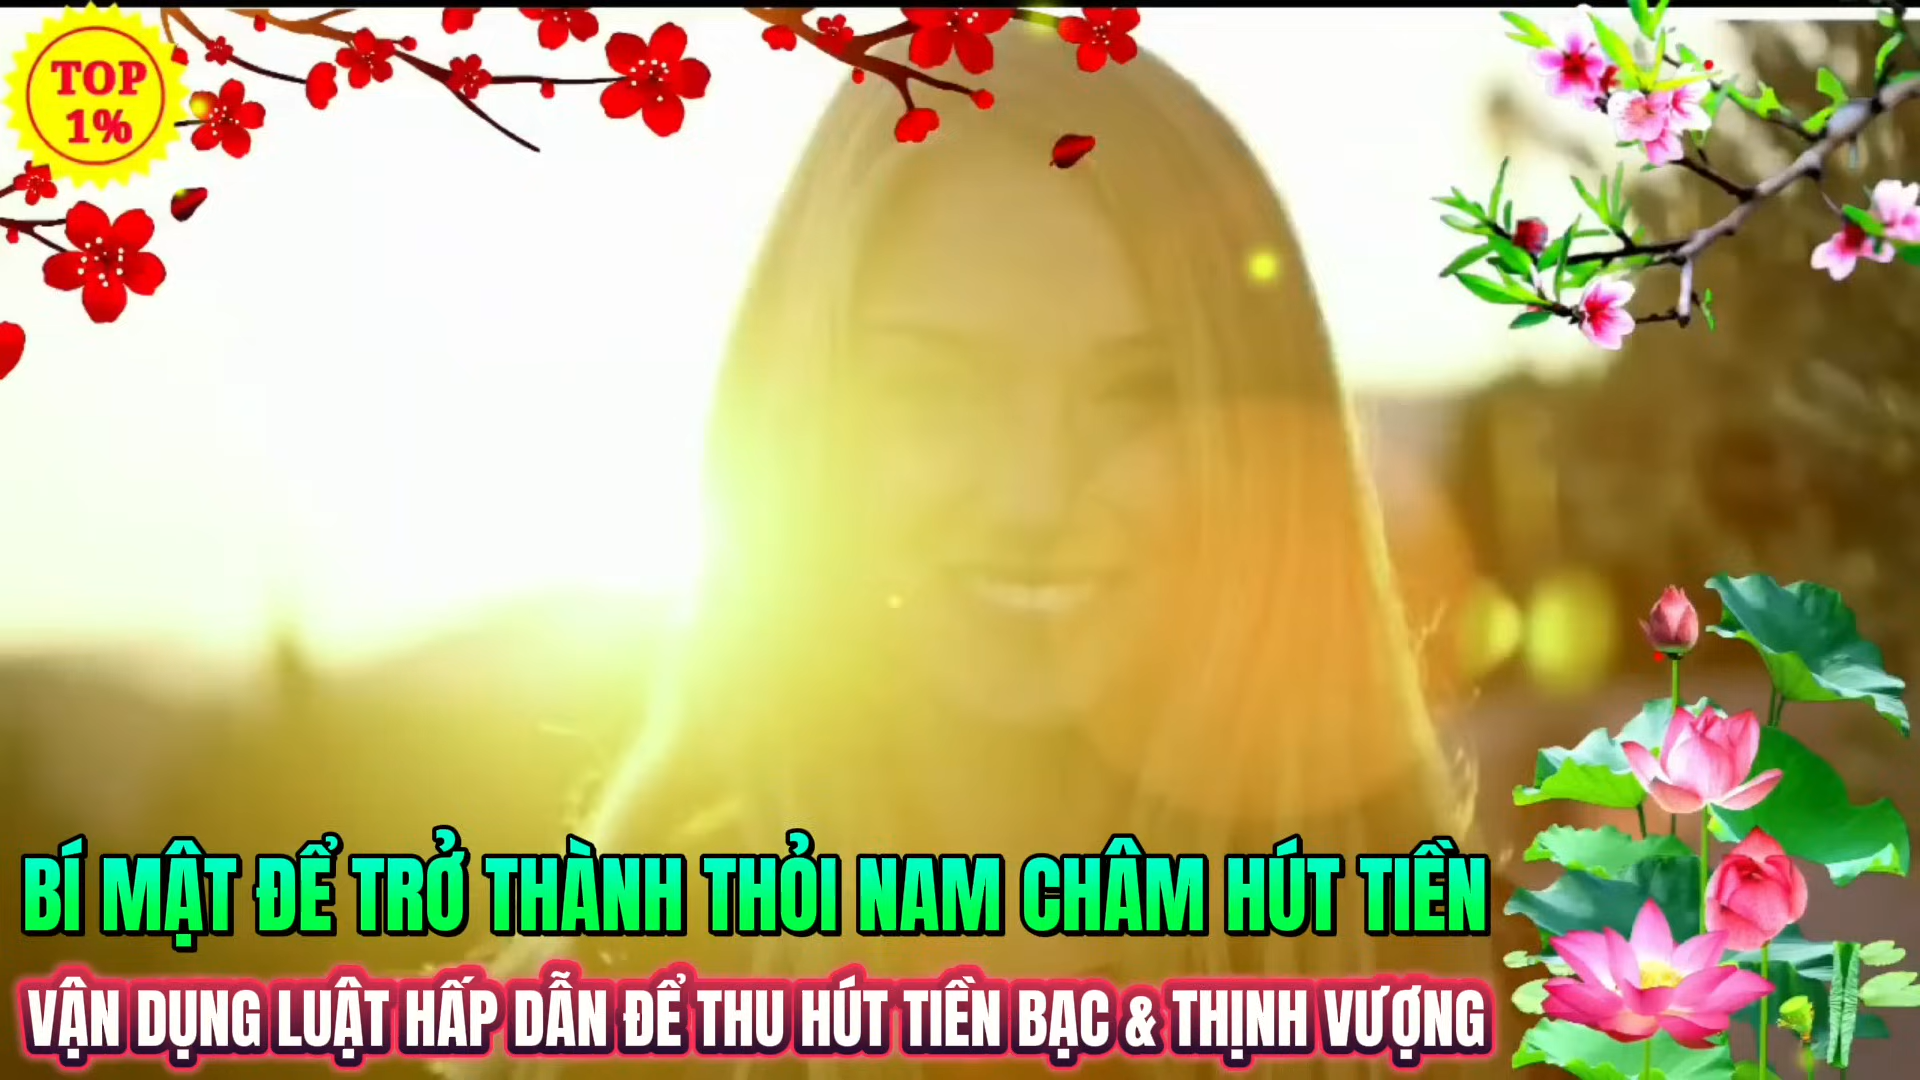 TOP
1%
BÍ MẬT ĐỂ TRỞ THÀNH THỎI NAM CHÂM HÚT TIỀN
VẬN DỤNG LUẬT HẤP DẪN ĐỂ THU HÚT TIỀN BẠC & THỊNH VƯỢNG